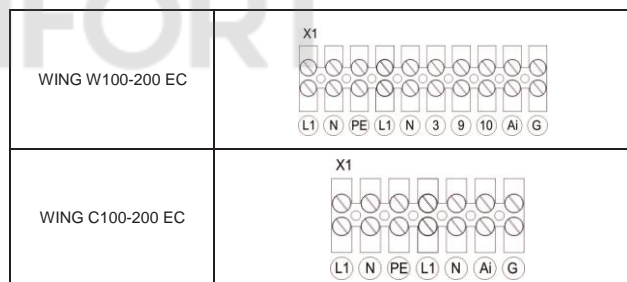 FORT
X1
WING W100-200 EC
L1 N PE L1 N 3 9 10 Ai G
X1
WING C100-200 EC
L1 N PE L1 N Ai G